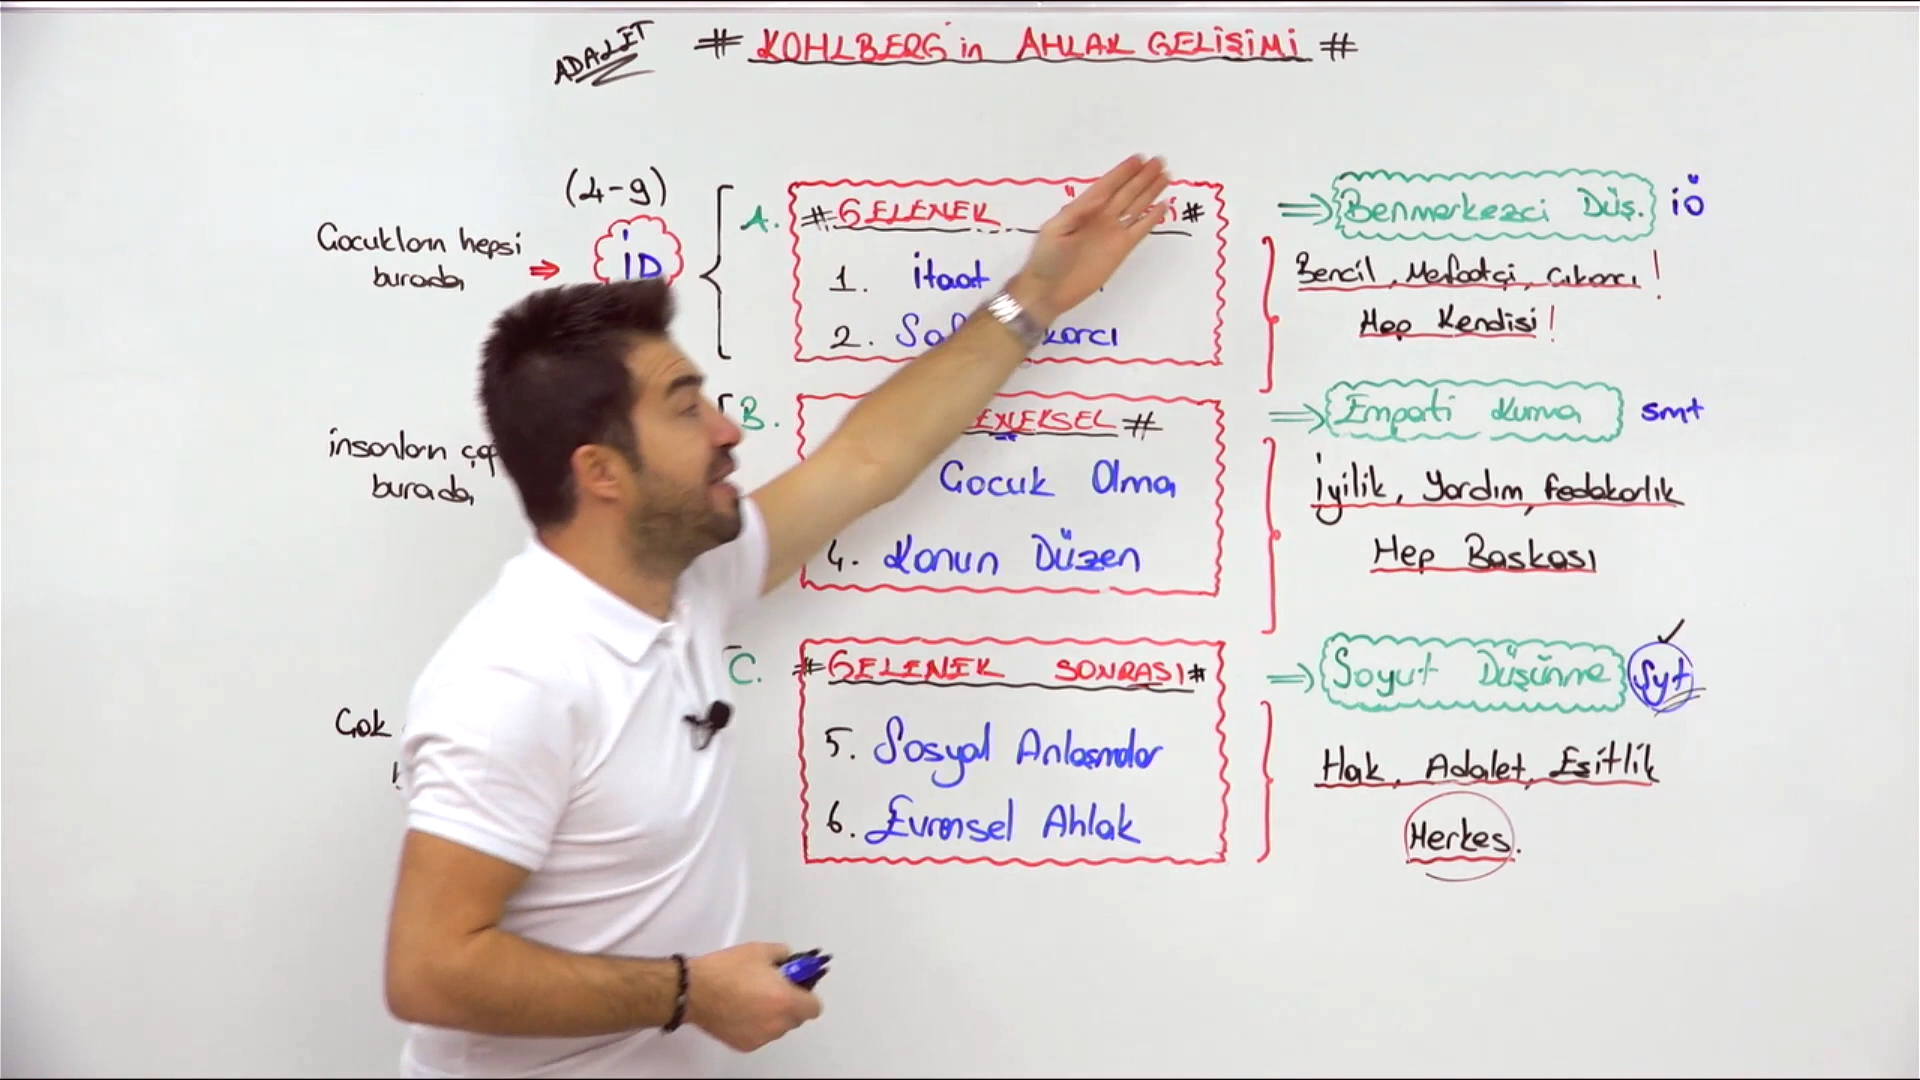 ADALET
# KOHLBERG'in AHLAK GELİŞİMİ #
(4-9)
Çocukların hepsi
burada
⇒ İD
A. # GELENEK #
1. İtaat
2.
⇒ Benmerkezci Düş. İÖ
Bencil, Menfaatçi, Çıkarcı!
Hep Kendisi!
İnsanların
burada
B. #
Çocuk Olma
4. Kanun Düzen
⇒ Empati Kurma smt
İyilik, Yardım, Fedakarlık
Hep Başkası
Çok
C. # GELENEK SONRASI #
5. Sosyal Anlaşmalar
6. Evrensel Ahlak
⇒ Soyut Düşünme Syt
Hak, Adalet, Eşitlik
Herkes.